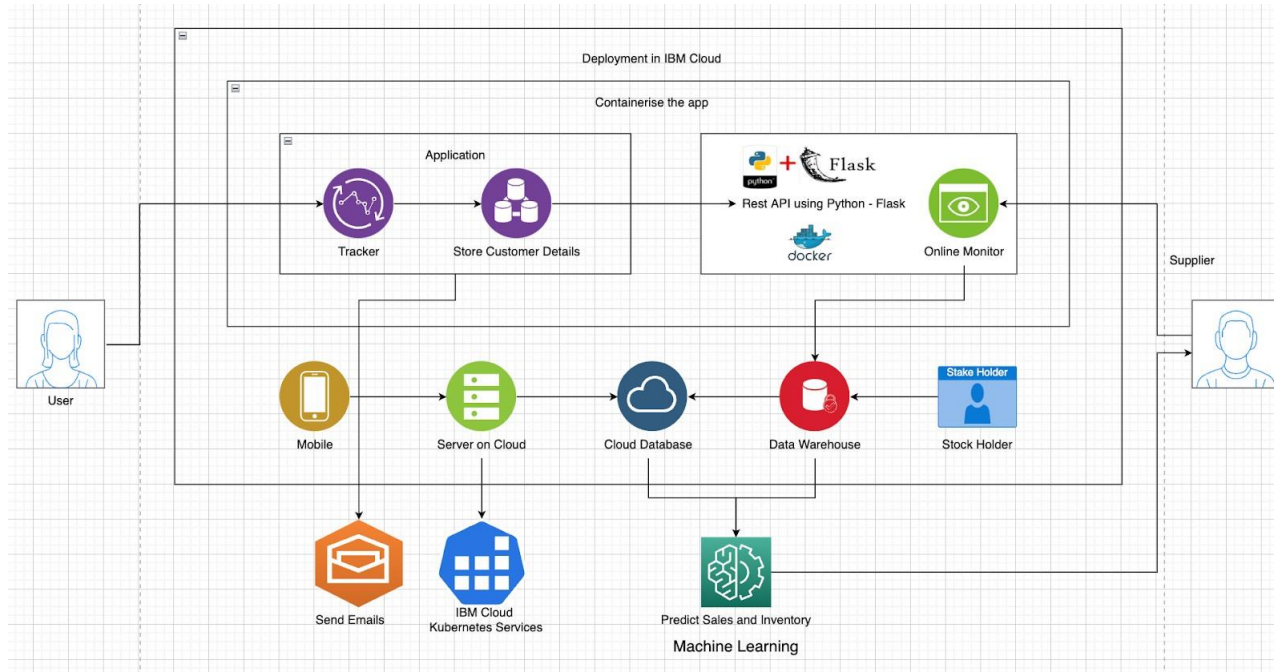 Deployment in IBM Cloud
Containerise the app
Application
Tracker
Store Customer Details
python
+
Flask
Rest API using Python - Flask
docker
Online Monitor
Supplier
User
Mobile
Server on Cloud
Cloud Database
Data Warehouse
Stake Holder
Stock Holder
Send Emails
IBM Cloud
Kubernetes Services
Predict Sales and Inventory
Machine Learning